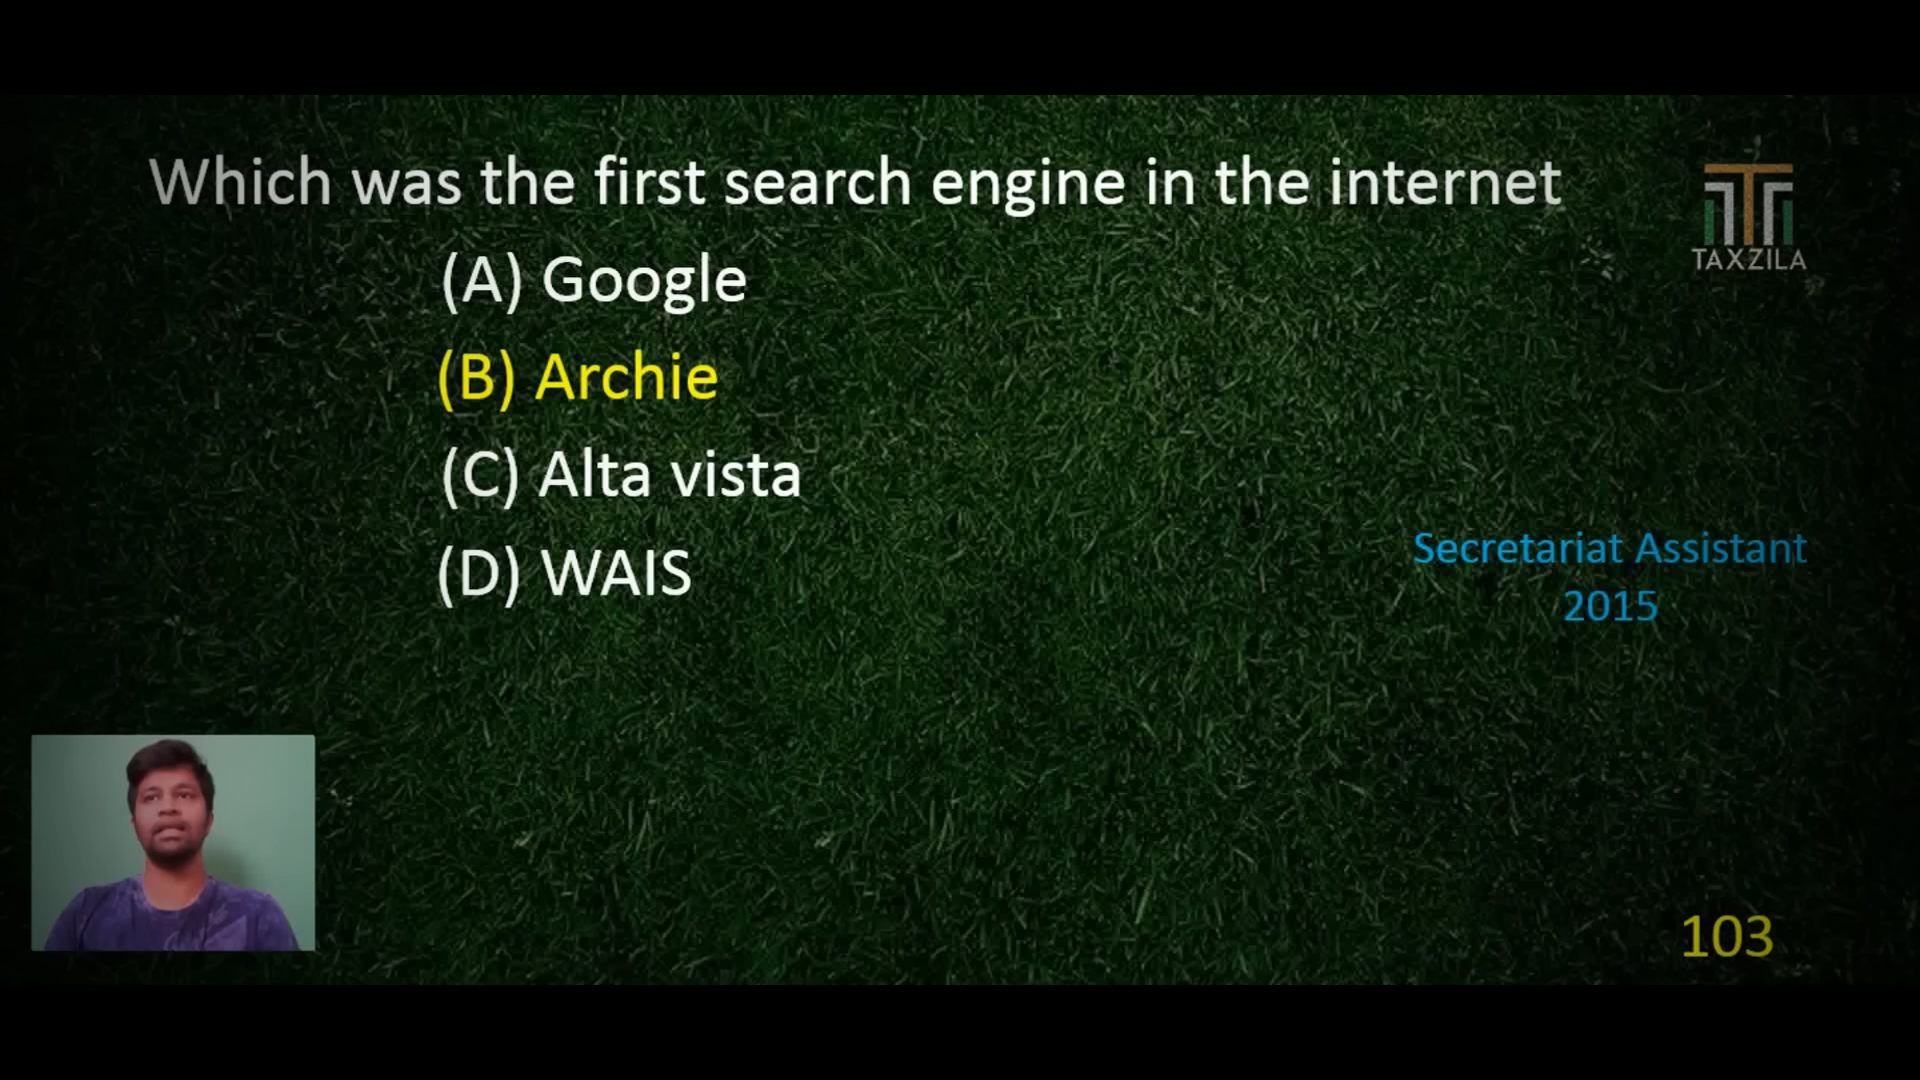 Which was the first search engine in the internet
TAXZILA
(A) Google
(B) Archie
(C) Alta vista
(D) WAIS
Secretariat Assistant
2015
103